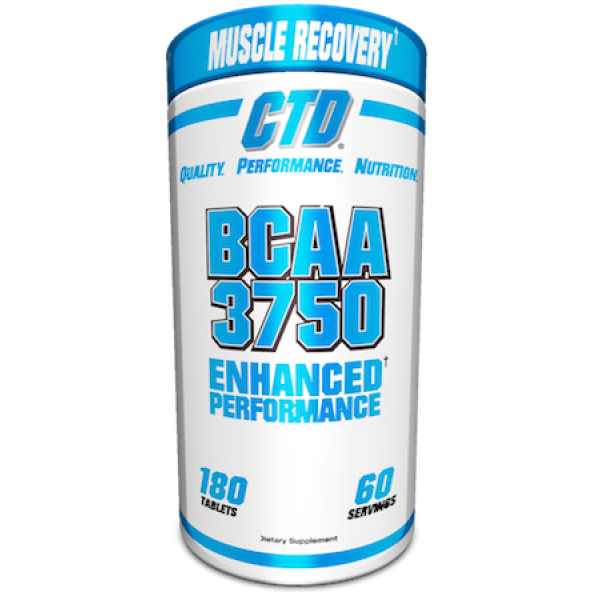 MUSCLE RECOVERY†
CTD®
QUALITY. PERFORMANCE. NUTRITION.
BCAA
3750
ENHANCED†
PERFORMANCE
180
TABLETS
60
SERVINGS
Dietary Supplement